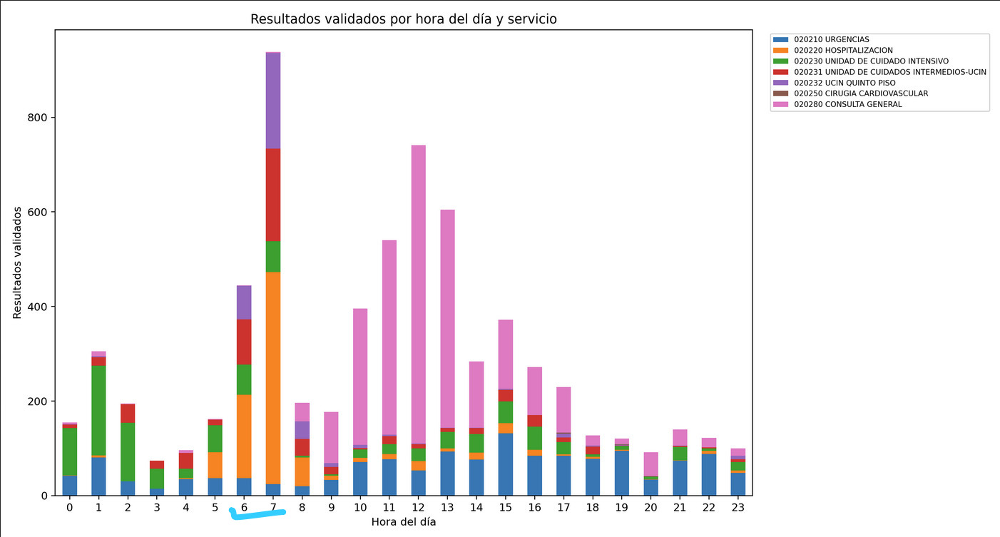 Resultados validados por hora del día y servicio
020210 URGENCIAS
020220 HOSPITALIZACION
020230 UNIDAD DE CUIDADO INTENSIVO
020231 UNIDAD DE CUIDADOS INTERMEDIOS-UCIN
020232 UCIN QUINTO PISO
020250 CIRUGIA CARDIOVASCULAR
020280 CONSULTA GENERAL
Resultados validados
800
600
400
200
0
0 1 2 3 4 5 6 7 8 9 10 11 12 13 14 15 16 17 18 19 20 21 22 23
Hora del día